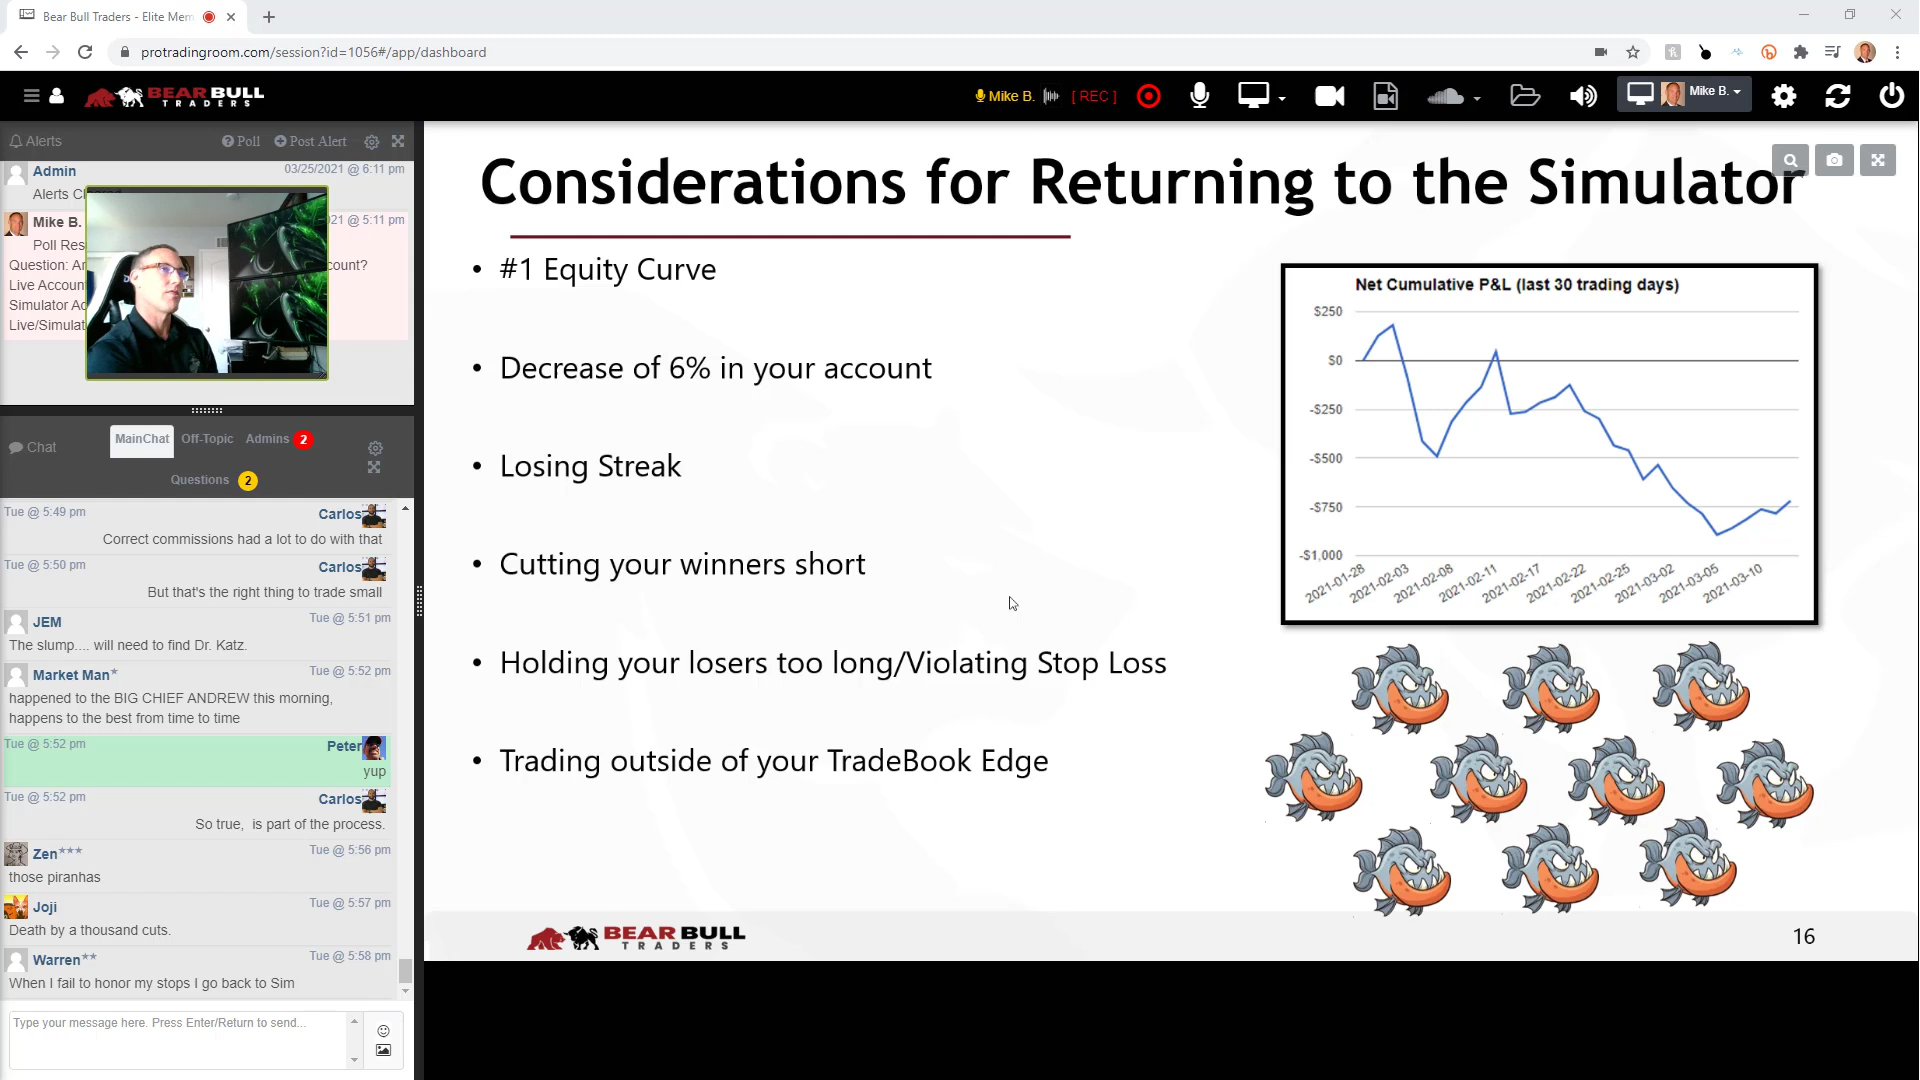 Bear Bull Traders - Elite Mem
protradingroom.com/session?id=1056#/app/dashboard
BEAR BULL
TRADERS
Mike B.
[ REC ]
Mike B.
Alerts
Poll
Post Alert
Admin
03/25/2021 @ 6:11 pm
Alerts Cl
Mike B.
21 @ 5:11 pm
Poll Res
Question: Ar
count?
Live Accoun
Simulator Ac
Live/Simulat
Chat
MainChat
Off-Topic
Admins 2
Questions 2
Tue @ 5:49 pm
Carlos
Correct commissions had a lot to do with that
Tue @ 5:50 pm
Carlos
But that's the right thing to trade small
JEM
Tue @ 5:51 pm
The slump.... will need to find Dr. Katz.
Market Man*
Tue @ 5:52 pm
happened to the BIG CHIEF ANDREW this morning,
happens to the best from time to time
Tue @ 5:52 pm
Peter
yup
Tue @ 5:52 pm
Carlos
So true, is part of the process.
Zen***
Tue @ 5:56 pm
those piranhas
Joji
Tue @ 5:57 pm
Death by a thousand cuts.
Warren**
Tue @ 5:58 pm
When I fail to honor my stops I go back to Sim
Type your message here. Press Enter/Return to send...
Considerations for Returning to the Simulator
• #1 Equity Curve
• Decrease of 6% in your account
• Losing Streak
• Cutting your winners short
• Holding your losers too long/Violating Stop Loss
• Trading outside of your TradeBook Edge
Net Cumulative P&L (last 30 trading days)
$250
$0
-$250
-$500
-$750
-$1,000
2021-01-28
2021-02-03
2021-02-08
2021-02-11
2021-02-17
2021-02-22
2021-02-25
2021-03-02
2021-03-05
2021-03-10
BEAR BULL
TRADERS
16